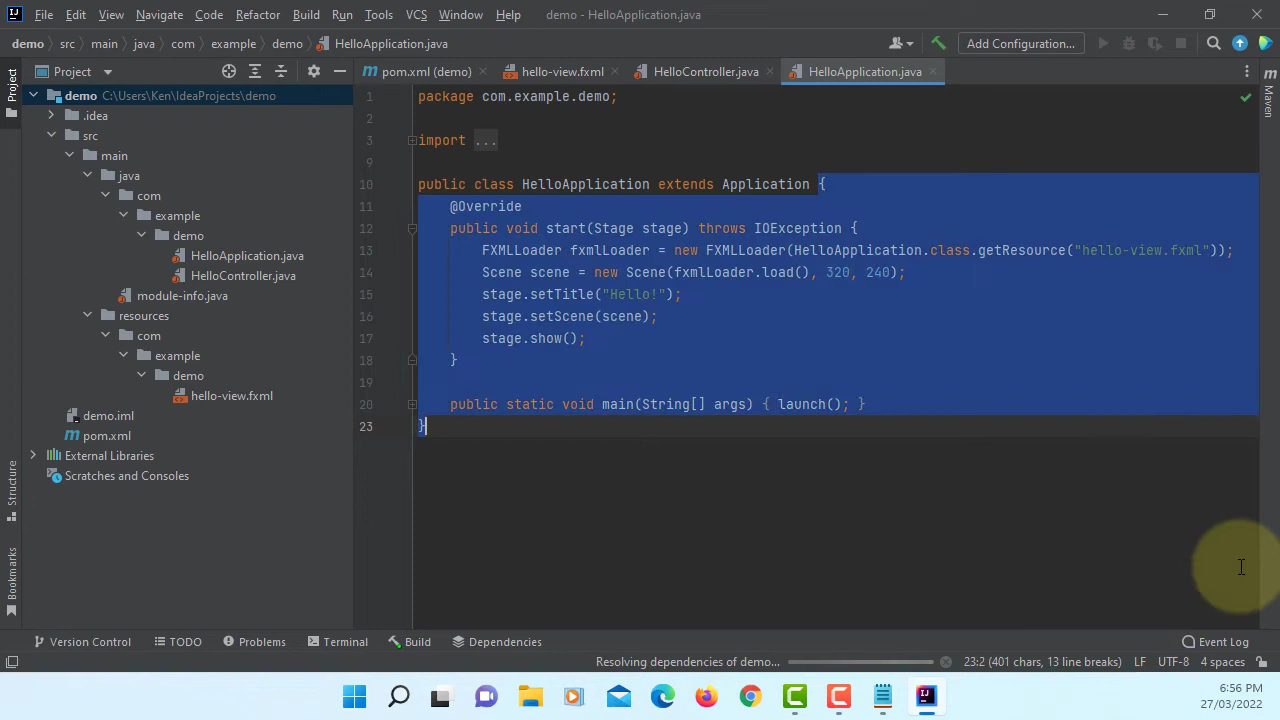 File Edit View Navigate Code Refactor Build Run Tools VCS Window Help demo - HelloApplication.java
demo src main java com example demo HelloApplication.java Add Configuration...
Project
Project
pom.xml (demo) hello-view.fxml HelloController.java HelloApplication.java
Maven
demo C:\Users\Ken\IdeaProjects\demo
.idea
src
main
java
com
example
demo
HelloApplication.java
HelloController.java
module-info.java
resources
com
example
demo
hello-view.fxml
demo.iml
pom.xml
External Libraries
Scratches and Consoles
Structure
Bookmarks
1 package com.example.demo;
2
3 import ...
9
10 public class HelloApplication extends Application {
11 @Override
12 public void start(Stage stage) throws IOException {
13 FXMLLoader fxmlLoader = new FXMLLoader(HelloApplication.class.getResource("hello-view.fxml"));
14 Scene scene = new Scene(fxmlLoader.load(), 320, 240);
15 stage.setTitle("Hello!");
16 stage.setScene(scene);
17 stage.show();
18 }
19
20 public static void main(String[] args) { launch(); }
23 }
Version Control TODO Problems Terminal Build Dependencies Event Log
Resolving dependencies of demo... 23:2 (401 chars, 13 line breaks) LF UTF-8 4 spaces
6:56 PM
27/03/2022